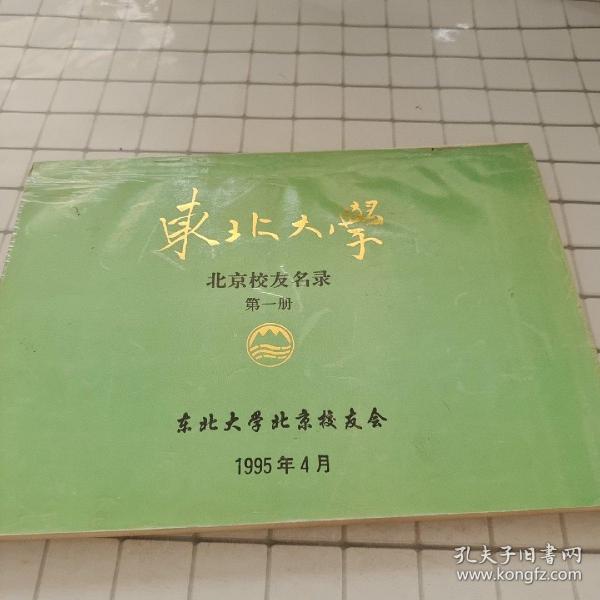 東北大學
北京校友名录
第一册
东北大学北京校友会
1995年4月
孔夫子旧书网
www.kongfz.com